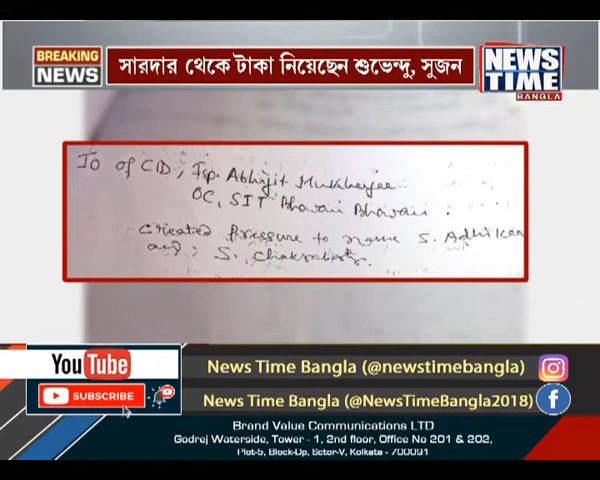 BREAKING
NEWS
সারদার থেকে টাকা নিয়েছেন শুভেন্দু, সুজন
NEWS
TIME
BANGLA
IO of CID, Isp. Abhijit Mukherjee
OC, SIT Bhavani Bhavan.
created pressure to name S. Adhikari
and, S. Chakraborty.
YouTube
News Time Bangla (@newstimebangla)
SUBSCRIBE
News Time Bangla (@NewsTimeBangla2018)
Brand Value Communications LTD
Godrej Waterside, Tower - 1, 2nd floor, Office No 201 & 202,
Plot-5, Block-Dp, Sctor-V, Kolkata - 700091